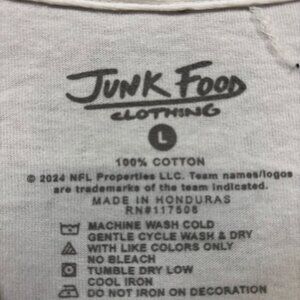 JUNK FOOD
CLOTHING
L
100% COTTON
© 2024 NFL Properties LLC. Team names/logos
are trademarks of the team indicated.
MADE IN HONDURAS
RN#117508
MACHINE WASH COLD
GENTLE CYCLE WASH & DRY
WITH LIKE COLORS ONLY
NO BLEACH
TUMBLE DRY LOW
COOL IRON
DO NOT IRON ON DECORATION